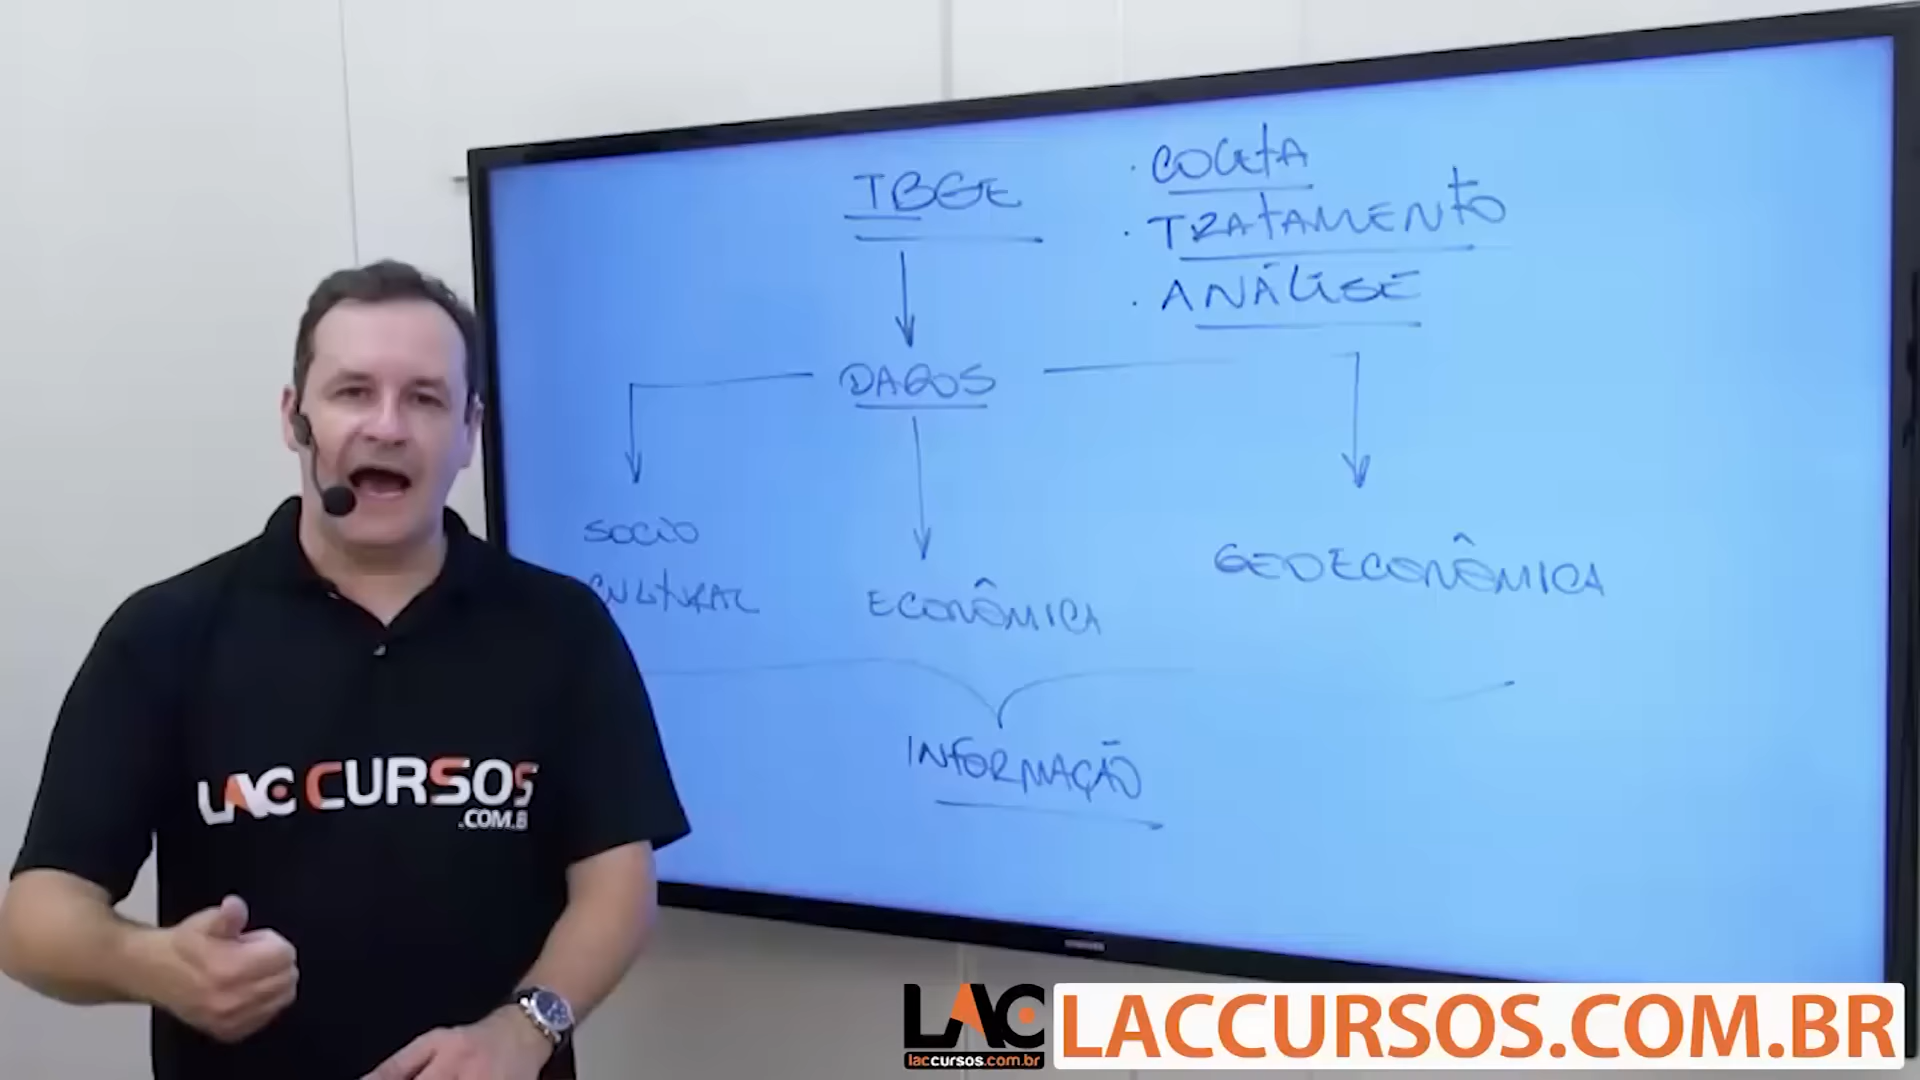 IBGE
· COLETA
· TRATAMENTO
· ANÁLISE
DADOS
SOCIO
CULTURAL
ECONÔMICA
GEOECONÔMICA
INFORMAÇÃO
LAC CURSOS
.COM.B
LAC
laccursos.com.br
LACCURSOS.COM.BR